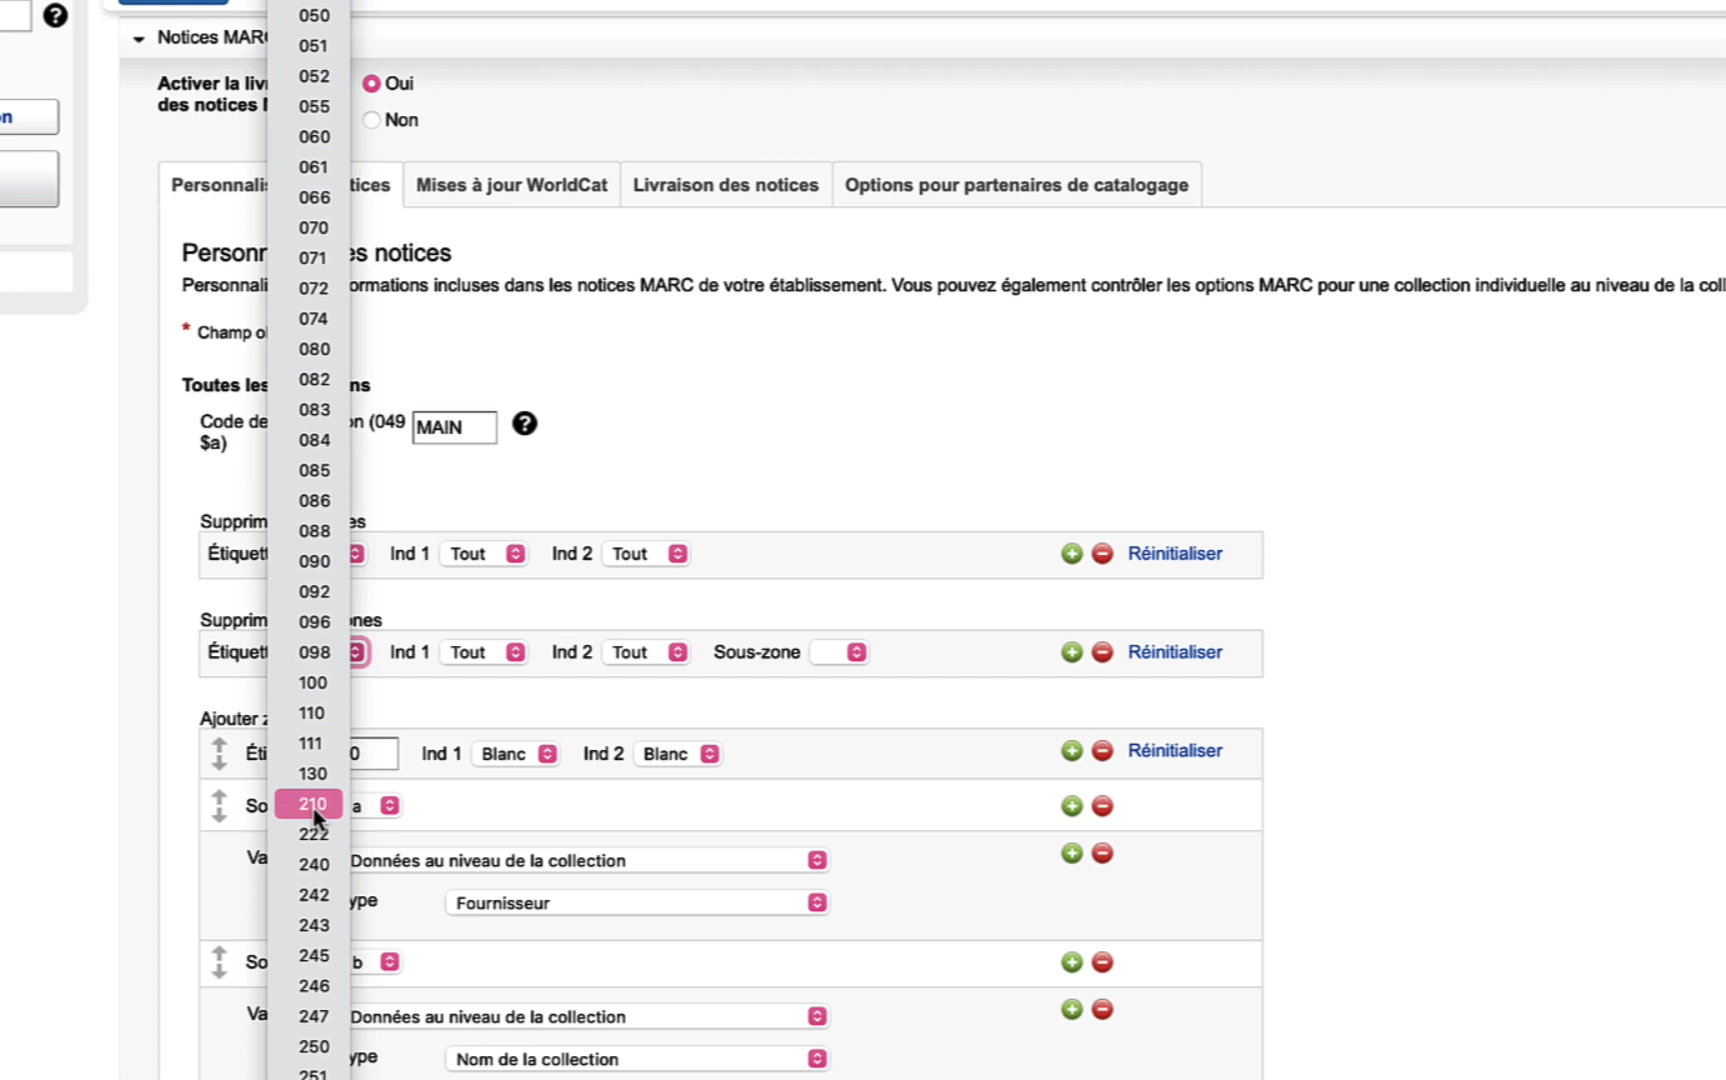 Notices MAR
Activer la liv
des notices
Oui
Non
Personnalis
tices
Mises à jour WorldCat
Livraison des notices
Options pour partenaires de catalogage
Personr
es notices
Personnali
ormations incluses dans les notices MARC de votre établissement. Vous pouvez également contrôler les options MARC pour une collection individuelle au niveau de la coll
* Champ o
Toutes les
ns
Code de
on (049
$a)
MAIN
Supprim
es
Étiquett
Ind 1 Tout Ind 2 Tout Réinitialiser
Supprim
ones
Étiquett
Ind 1 Tout Ind 2 Tout Sous-zone Réinitialiser
Ajouter z
Éti
0 Ind 1 Blanc Ind 2 Blanc Réinitialiser
So
a
Va
Données au niveau de la collection
ype Fournisseur
So
b
Va
Données au niveau de la collection
ype Nom de la collection
050
051
052
055
060
061
066
070
071
072
074
080
082
083
084
085
086
088
090
092
096
098
100
110
111
130
210
222
240
242
243
245
246
247
250
251
on